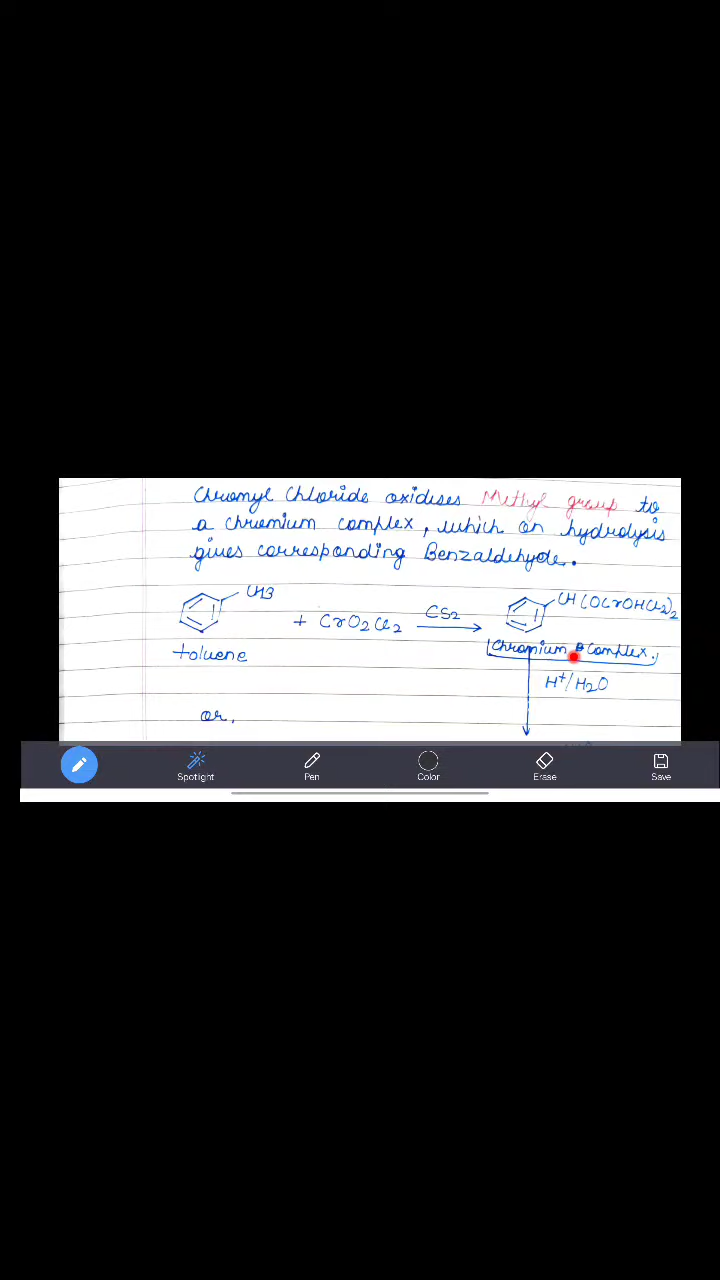 Chromyl Chloride oxidises Methyl group to
a chromium complex, which on hydrolysis
gives corresponding Benzaldehyde.
CH3
+ CrO2Cl2
CS2
CH(OCrOHCl2)2
toluene
Chromium Complex.
H+/H2O
or,
Spotlight
Pen
Color
Erase
Save